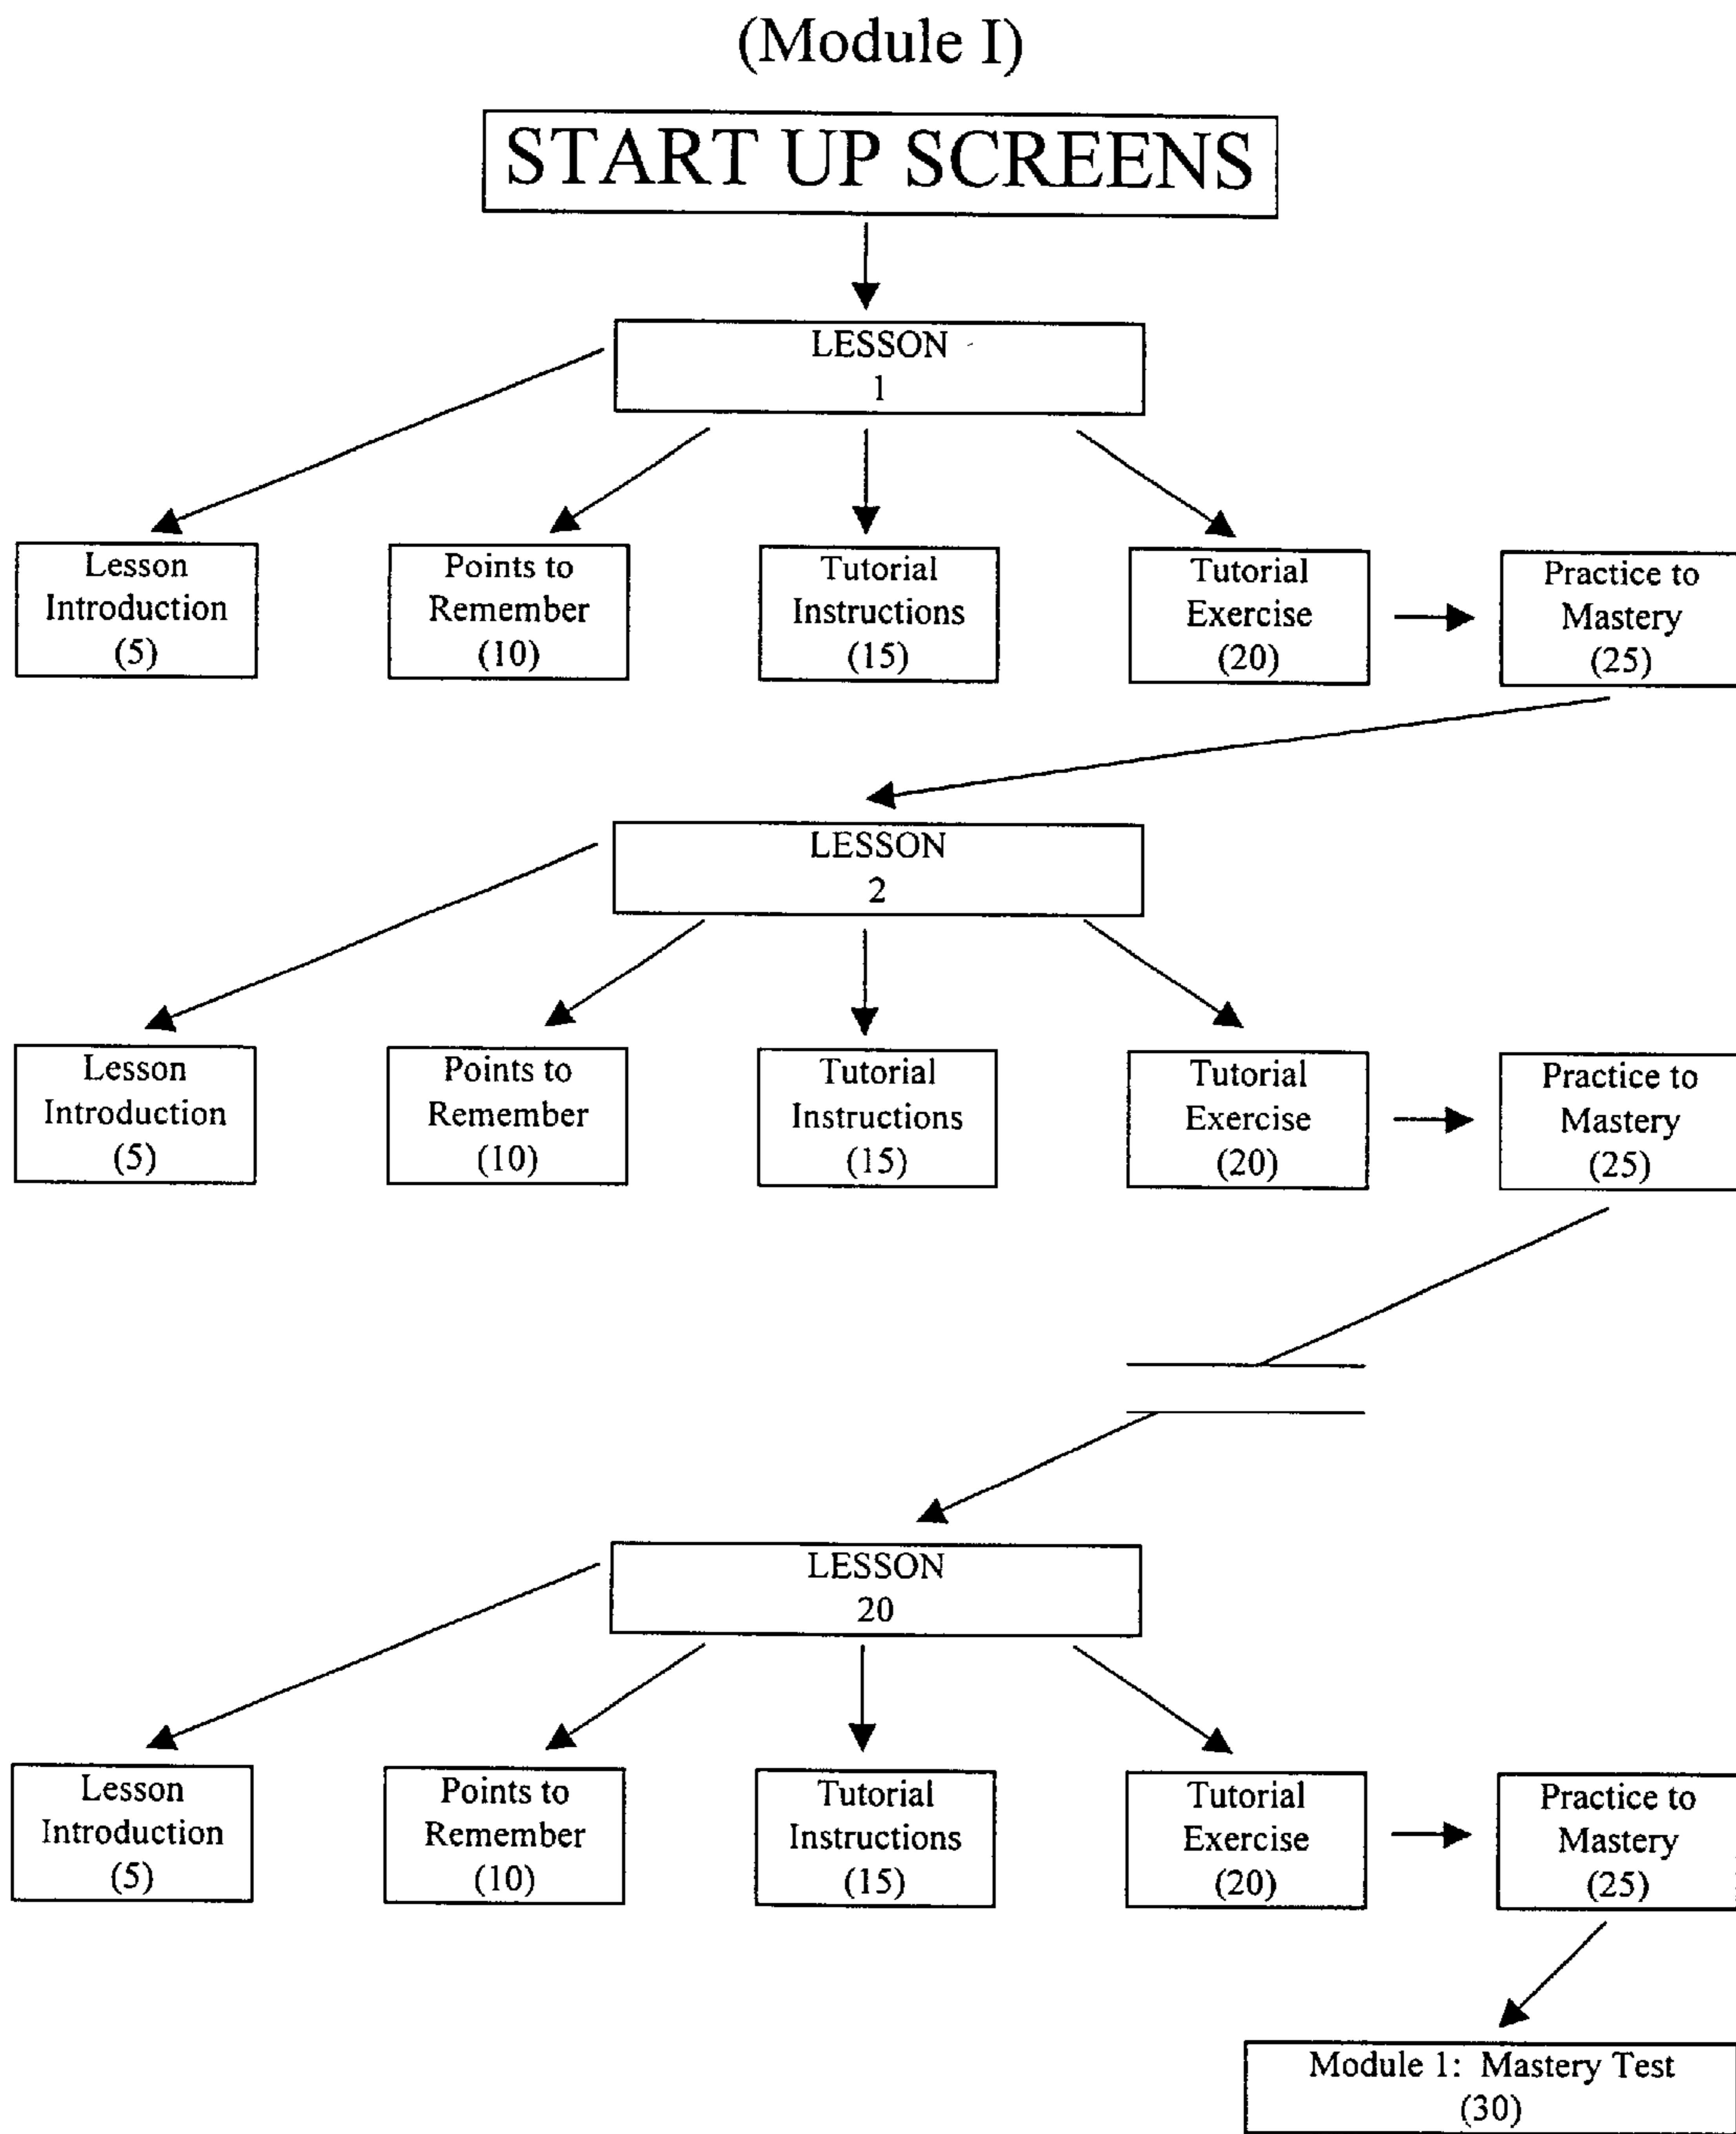 (Module I)
START UP SCREENS
LESSON
1
Lesson
Introduction
(5)
Points to
Remember
(10)
Tutorial
Instructions
(15)
Tutorial
Exercise
(20)
Practice to
Mastery
(25)
LESSON
2
Lesson
Introduction
(5)
Points to
Remember
(10)
Tutorial
Instructions
(15)
Tutorial
Exercise
(20)
Practice to
Mastery
(25)
LESSON
20
Lesson
Introduction
(5)
Points to
Remember
(10)
Tutorial
Instructions
(15)
Tutorial
Exercise
(20)
Practice to
Mastery
(25)
Module 1: Mastery Test
(30)